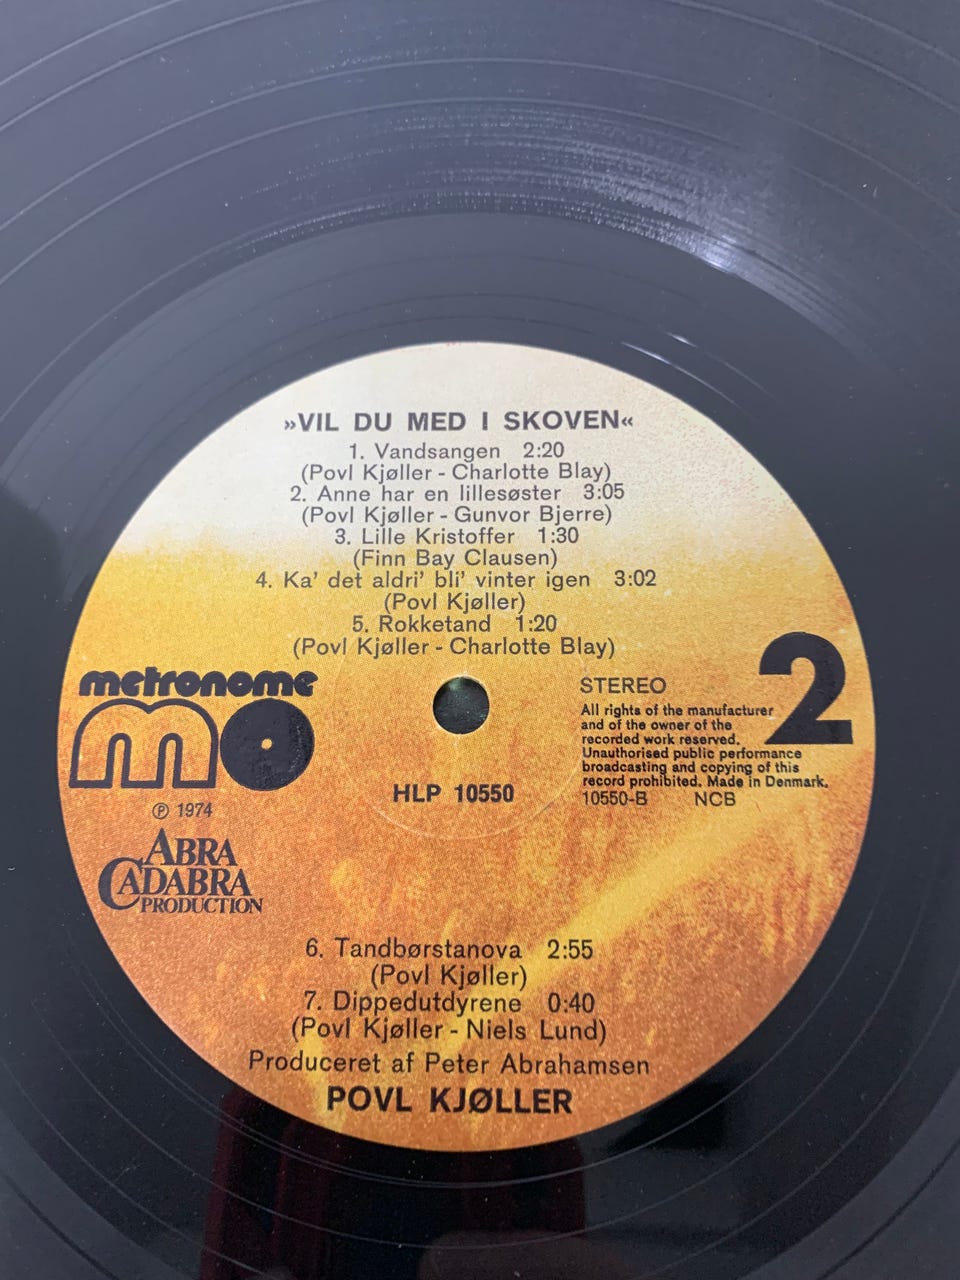 »VIL DU MED I SKOVEN«
1. Vandsangen 2:20
(Povl Kjøller - Charlotte Blay)
2. Anne har en lillesøster 3:05
(Povl Kjøller - Gunvor Bjerre)
3. Lille Kristoffer 1:30
(Finn Bay Clausen)
4. Ka' det aldri' bli' vinter igen 3:02
(Povl Kjøller)
5. Rokketand 1:20
(Povl Kjøller - Charlotte Blay)
metronome
mo
℗ 1974
ABRA
CADABRA
PRODUCTION
HLP 10550
STEREO
2
All rights of the manufacturer
and of the owner of the
recorded work reserved.
Unauthorised public performance
broadcasting and copying of this
record prohibited. Made in Denmark.
10550-B NCB
6. Tandbørstanova 2:55
(Povl Kjøller)
7. Dippedutdyrene 0:40
(Povl Kjøller - Niels Lund)
Produceret af Peter Abrahamsen
POVL KJØLLER